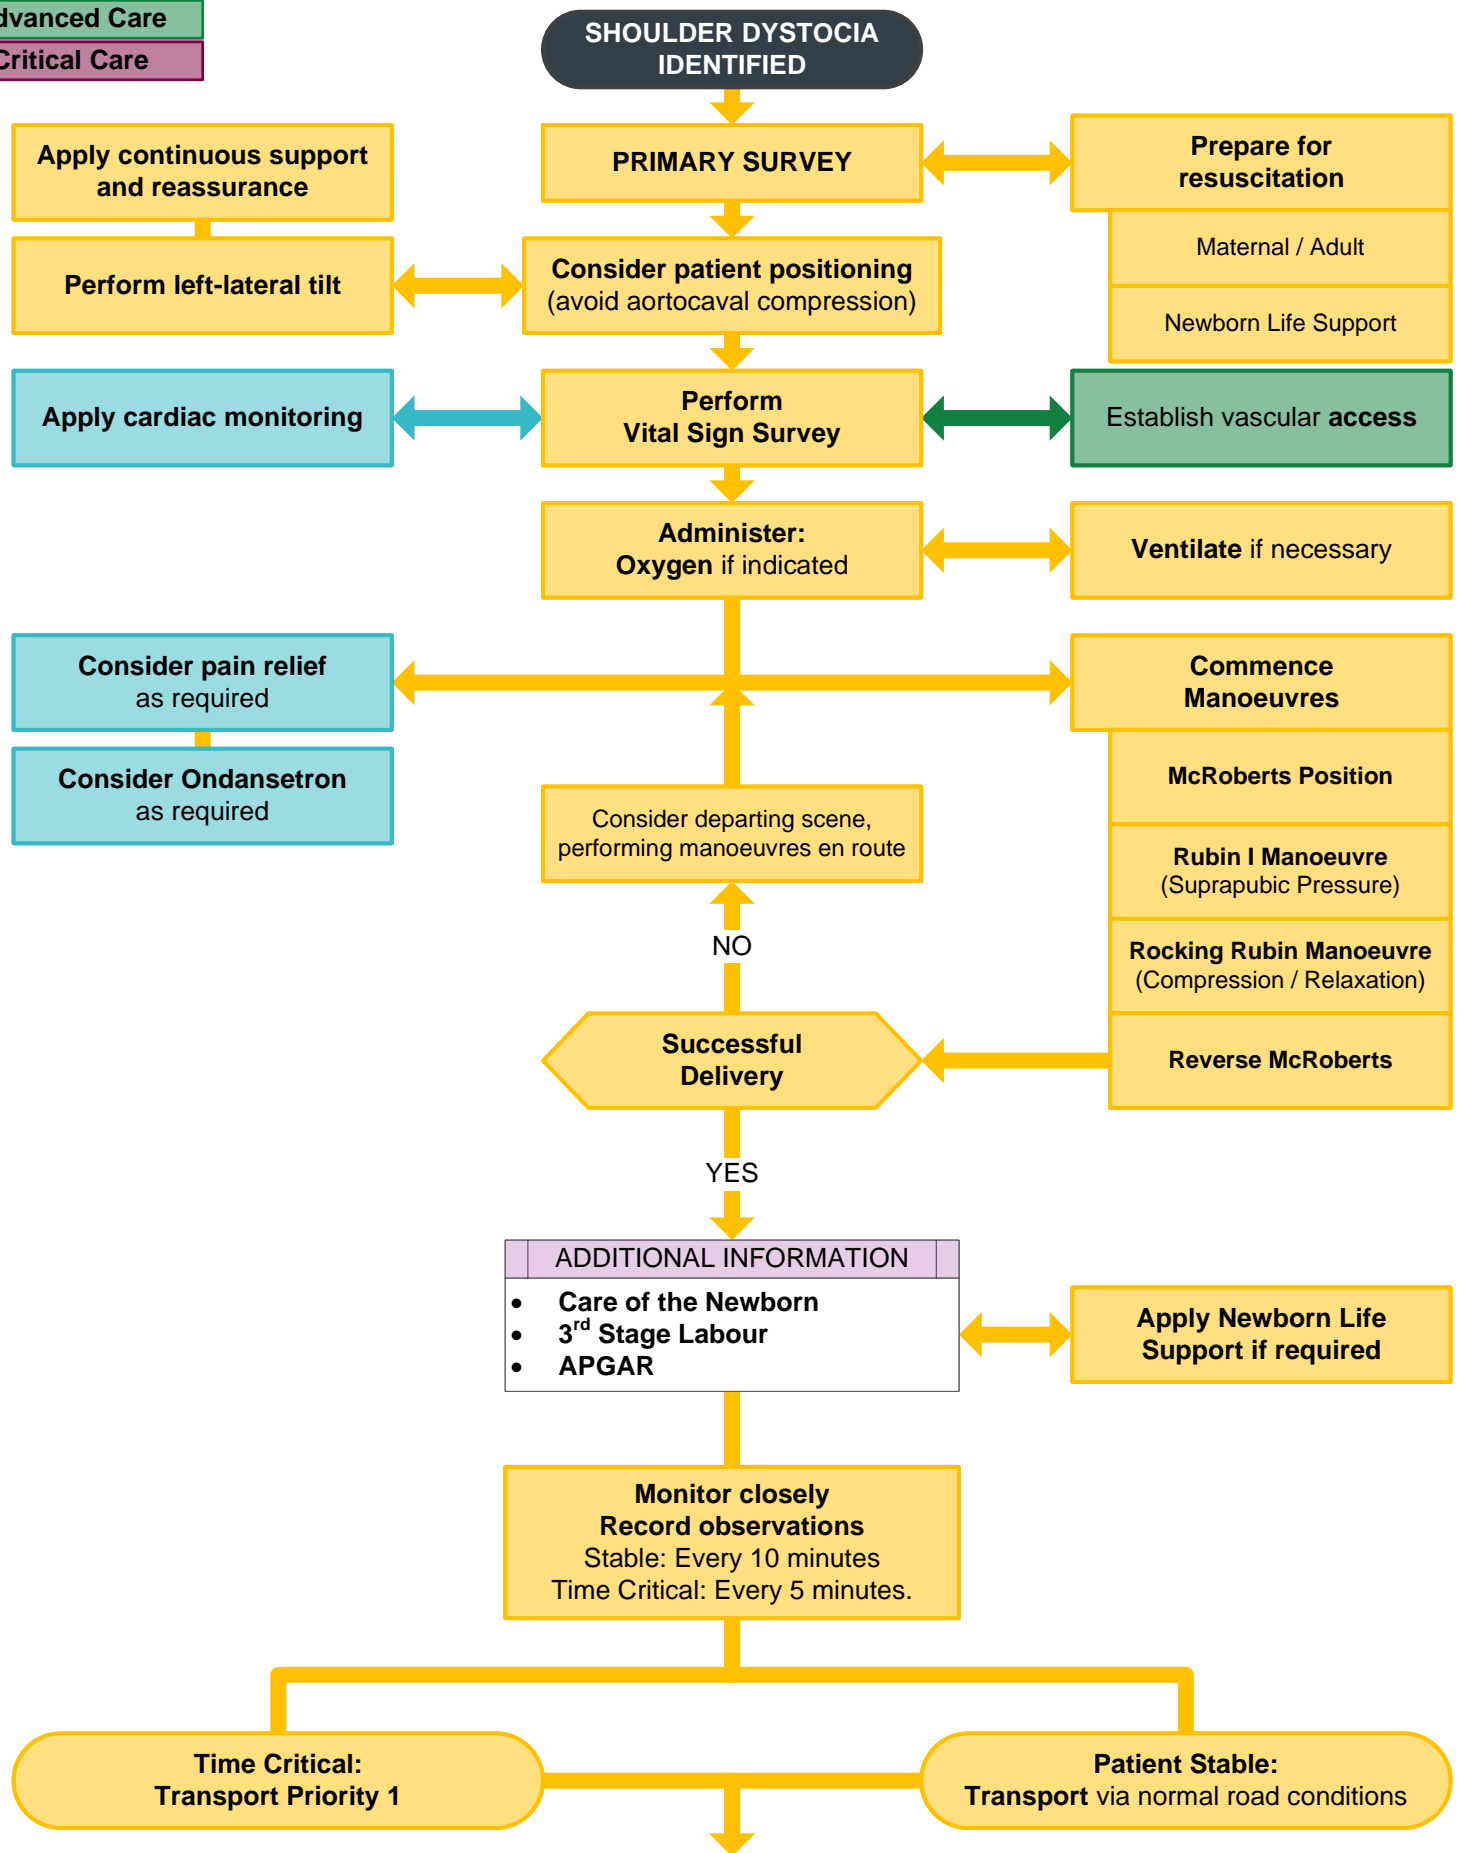 dvanced Care
Critical Care
SHOULDER DYSTOCIA
IDENTIFIED
Apply continuous support
and reassurance
PRIMARY SURVEY
Prepare for
resuscitation
Maternal / Adult
Newborn Life Support
Perform left-lateral tilt
Consider patient positioning
(avoid aortocaval compression)
Apply cardiac monitoring
Perform
Vital Sign Survey
Establish vascular access
Administer:
Oxygen if indicated
Ventilate if necessary
Consider pain relief
as required
Consider Ondansetron
as required
Commence
Manoeuvres
McRoberts Position
Rubin I Manoeuvre
(Suprapubic Pressure)
Rocking Rubin Manoeuvre
(Compression / Relaxation)
Reverse McRoberts
Consider departing scene,
performing manoeuvres en route
NO
Successful
Delivery
YES
ADDITIONAL INFORMATION
• Care of the Newborn
• 3rd Stage Labour
• APGAR
Apply Newborn Life
Support if required
Monitor closely
Record observations
Stable: Every 10 minutes
Time Critical: Every 5 minutes.
Time Critical:
Transport Priority 1
Patient Stable:
Transport via normal road conditions